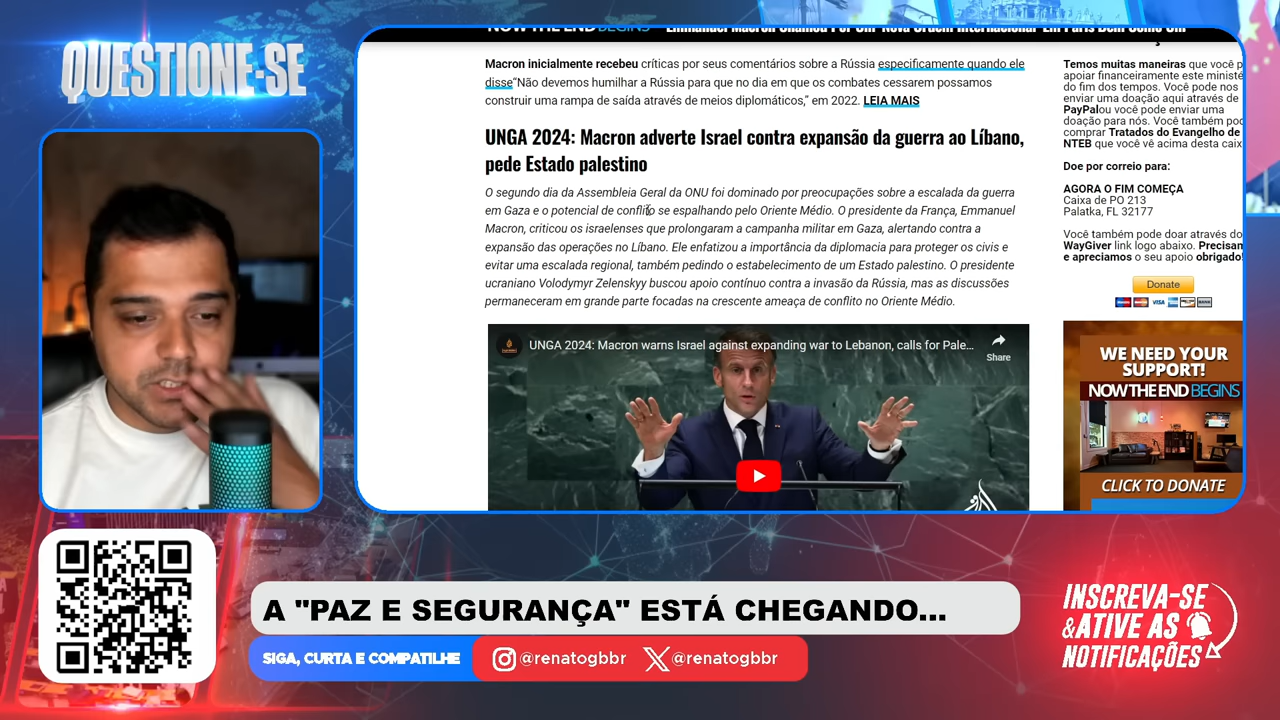 QUESTIONE-SE
Macron inicialmente recebeu críticas por seus comentários sobre a Rússia especificamente quando ele
disse“Não devemos humilhar a Rússia para que no dia em que os combates cessarem possamos
construir uma rampa de saída através de meios diplomáticos,” em 2022. LEIA MAIS
UNGA 2024: Macron adverte Israel contra expansão da guerra ao Líbano,
pede Estado palestino
O segundo dia da Assembleia Geral da ONU foi dominado por preocupações sobre a escalada da guerra
em Gaza e o potencial de conflito se espalhando pelo Oriente Médio. O presidente da França, Emmanuel
Macron, criticou os israelenses que prolongaram a campanha militar em Gaza, alertando contra a
expansão das operações no Líbano. Ele enfatizou a importância da diplomacia para proteger os civis e
evitar uma escalada regional, também pedindo o estabelecimento de um Estado palestino. O presidente
ucraniano Volodymyr Zelenskyy buscou apoio contínuo contra a invasão da Rússia, mas as discussões
permaneceram em grande parte focadas na crescente ameaça de conflito no Oriente Médio.
UNGA 2024: Macron warns Israel against expanding war to Lebanon, calls for Pale...
Share
Temos muitas maneiras que você p
apoiar financeiramente este ministé
do fim dos tempos. Você pode nos
enviar uma doação aqui através de
PayPalou você pode enviar uma
doação para nós. Você também pod
comprar Tratados do Evangelho de
NTEB que você vê acima desta caix
Doe por correio para:
AGORA O FIM COMEÇA
Caixa de PO 213
Palatka, FL 32177
Você também pode doar através do
WayGiver link logo abaixo. Precisam
e apreciamos o seu apoio obrigado!
Donate
VISA
WE NEED YOUR
SUPPORT!
NOW THE END BEGINS
CLICK TO DONATE
A "PAZ E SEGURANÇA" ESTÁ CHEGANDO...
SIGA, CURTA E COMPATILHE
@renatogbbr
@renatogbbr
INSCREVA-SE
&ATIVE AS
NOTIFICAÇÕES